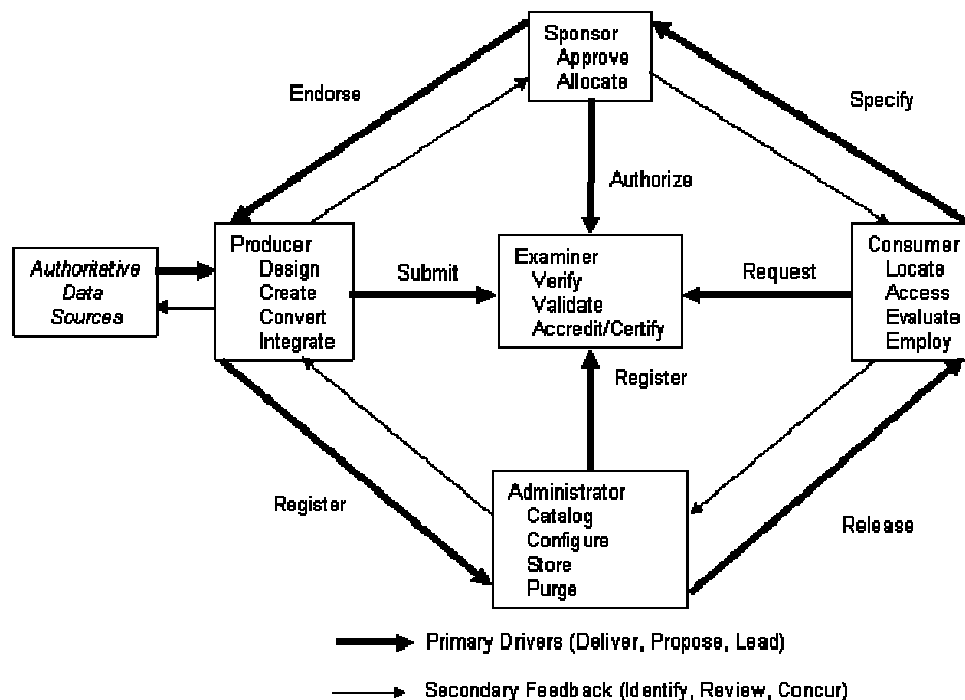 Sponsor
Approve
Allocate
Endorse
Specify
Authorize
Authoritative
Data
Sources
Producer
Design
Create
Convert
Integrate
Submit
Examiner
Verify
Validate
Accredit/Certify
Request
Consumer
Locate
Access
Evaluate
Employ
Register
Register
Administrator
Catalog
Configure
Store
Purge
Release
Primary Drivers (Deliver, Propose, Lead)
Secondary Feedback (Identify, Review, Concur)